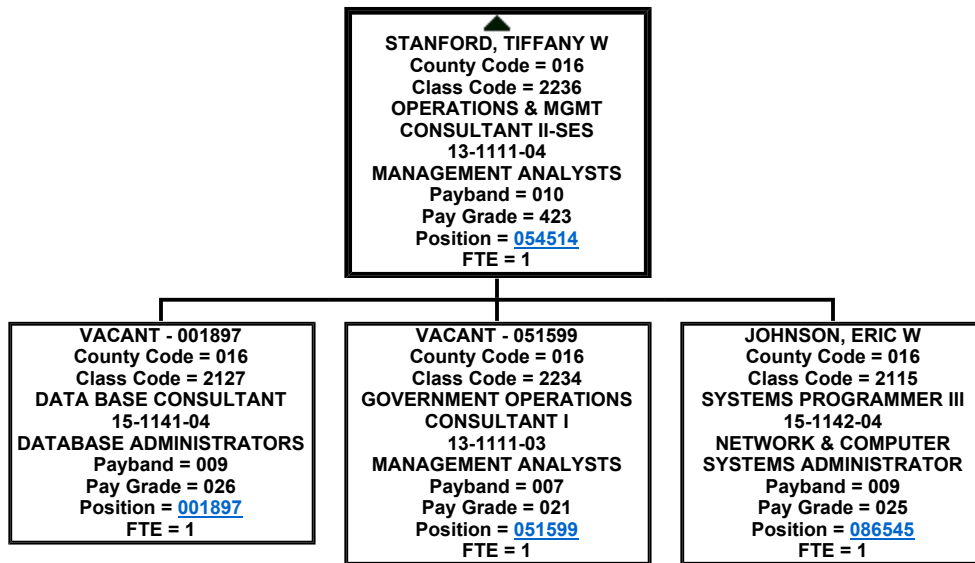 STANFORD, TIFFANY W
County Code = 016
Class Code = 2236
OPERATIONS & MGMT
CONSULTANT II-SES
13-1111-04
MANAGEMENT ANALYSTS
Payband = 010
Pay Grade = 423
Position = 054514
FTE = 1
VACANT - 001897
County Code = 016
Class Code = 2127
DATA BASE CONSULTANT
15-1141-04
DATABASE ADMINISTRATORS
Payband = 009
Pay Grade = 026
Position = 001897
FTE = 1
VACANT - 051599
County Code = 016
Class Code = 2234
GOVERNMENT OPERATIONS
CONSULTANT I
13-1111-03
MANAGEMENT ANALYSTS
Payband = 007
Pay Grade = 021
Position = 051599
FTE = 1
JOHNSON, ERIC W
County Code = 016
Class Code = 2115
SYSTEMS PROGRAMMER III
15-1142-04
NETWORK & COMPUTER
SYSTEMS ADMINISTRATOR
Payband = 009
Pay Grade = 025
Position = 086545
FTE = 1